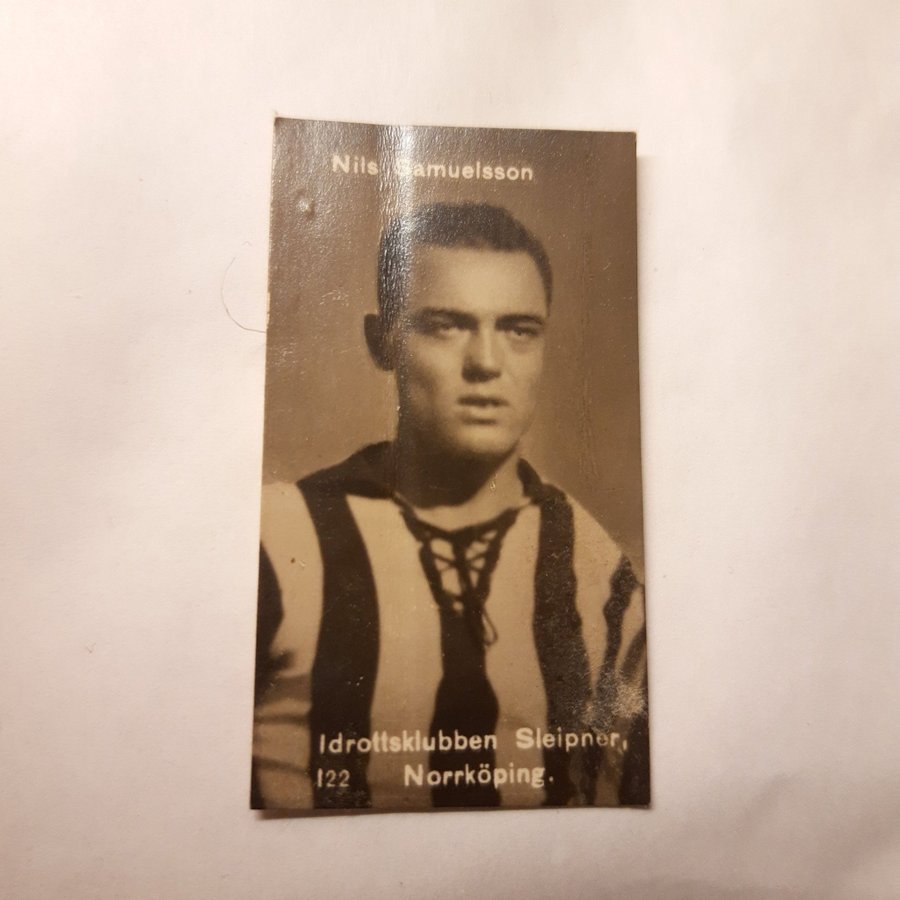 Nils Samuelsson
Idrottsklubben Sleipner,
122 Norrköping.